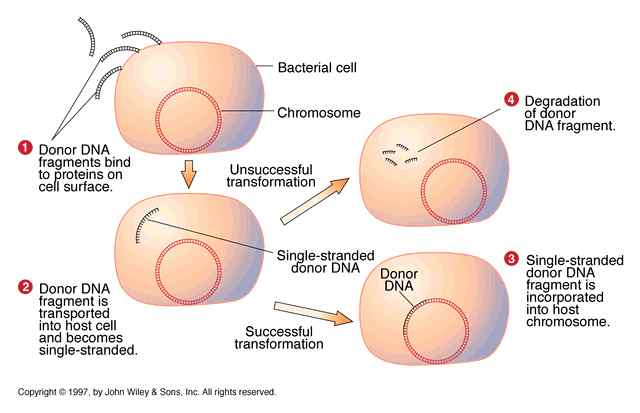 Bacterial cell
Chromosome
1 Donor DNA
fragments bind
to proteins on
cell surface.
4 Degradation
of donor
DNA fragment.
Unsuccessful
transformation
Single-stranded
donor DNA
2 Donor DNA
fragment is
transported
into host cell
and becomes
single-stranded.
Donor
DNA
3 Single-stranded
donor DNA
fragment is
incorporated
into host
chromosome.
Successful
transformation
Copyright © 1997, by John Wiley & Sons, Inc. All rights reserved.